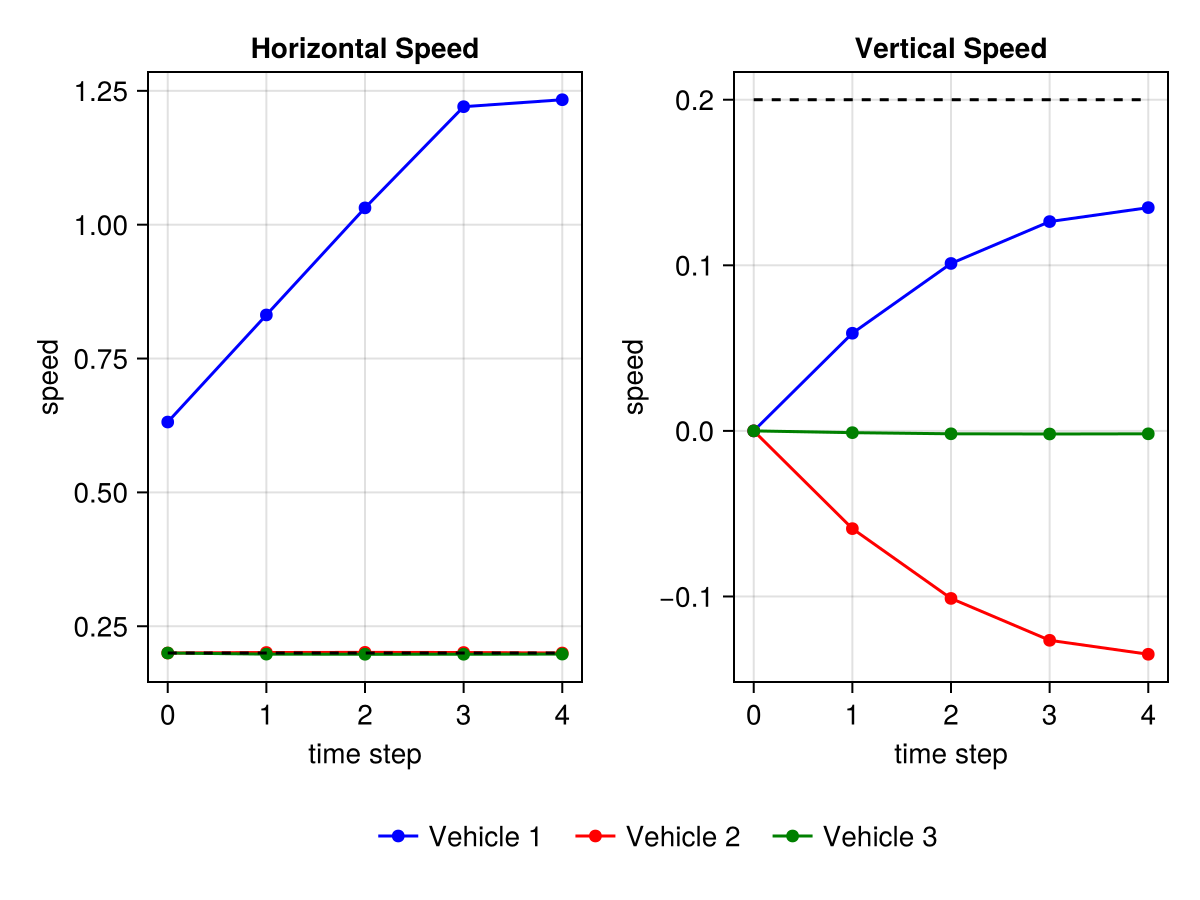 Horizontal Speed
speed
1.25
1.00
0.75
0.50
0.25
0 1 2 3 4
time step
Vertical Speed
speed
0.2
0.1
0.0
−0.1
0 1 2 3 4
time step
Vehicle 1 Vehicle 2 Vehicle 3